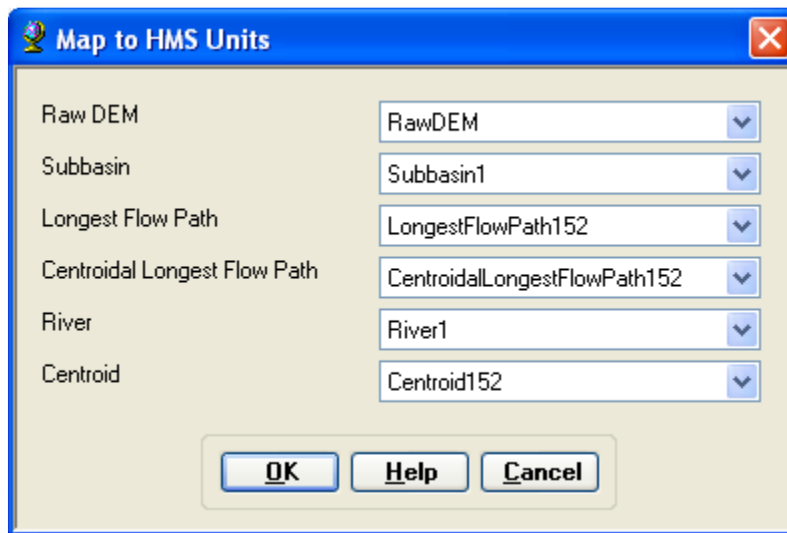 Map to HMS Units
Raw DEM RawDEM
Subbasin Subbasin1
Longest Flow Path LongestFlowPath152
Centroidal Longest Flow Path CentroidalLongestFlowPath152
River River1
Centroid Centroid152
OK Help Cancel